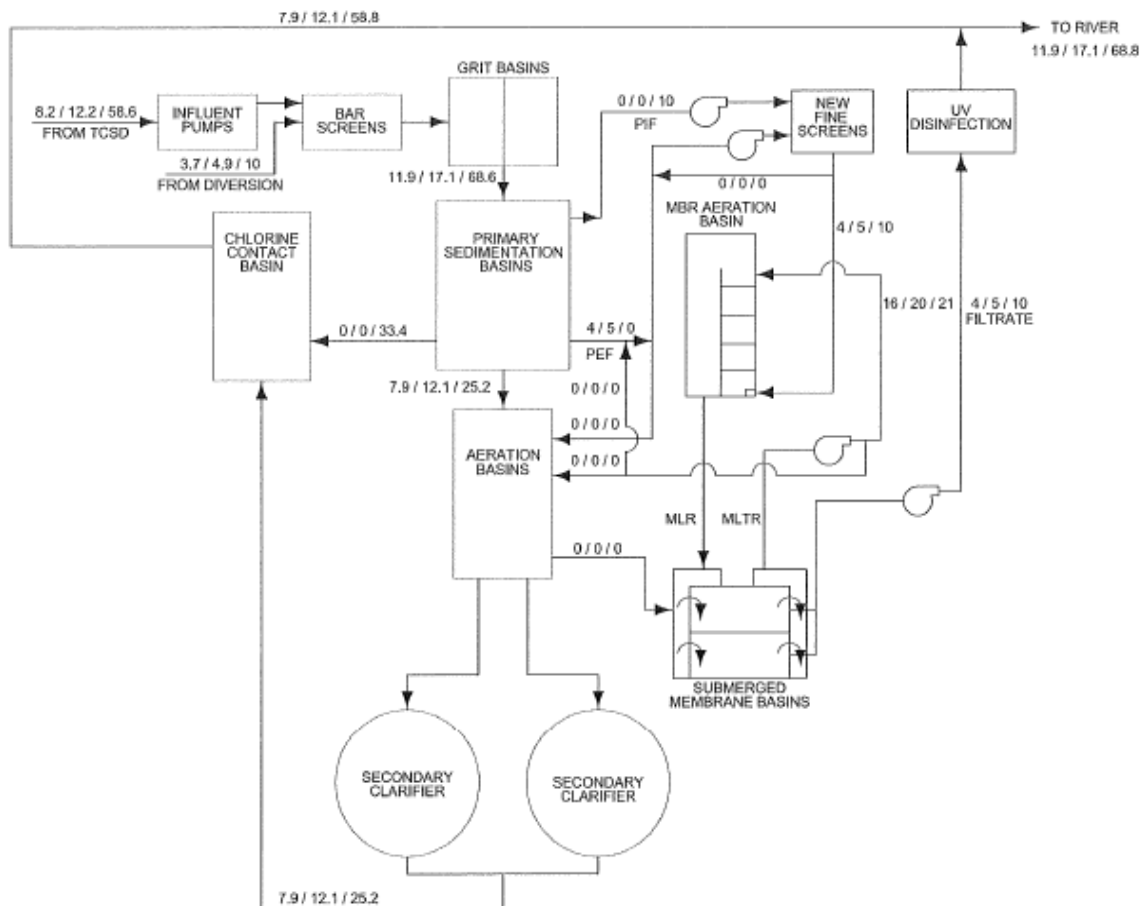 7.9 / 12.1 / 58.8
TO RIVER
11.9 / 17.1 / 68.8
GRIT BASINS
8.2 / 12.2 / 58.6
FROM TCSD
INFLUENT
PUMPS
BAR
SCREENS
3.7 / 4.9 / 10
FROM DIVERSION
0 / 0 / 10
PIF
NEW
FINE
SCREENS
UV
DISINFECTION
11.9 / 17.1 / 68.6
0 / 0 / 0
MBR AERATION
BASIN
CHLORINE
CONTACT
BASIN
PRIMARY
SEDIMENTATION
BASINS
4 / 5 / 10
16 / 20 / 21
4 / 5 / 10
FILTRATE
0 / 0 / 33.4
4 / 5 / 0
PEF
7.9 / 12.1 / 25.2
0 / 0 / 0
0 / 0 / 0
0 / 0 / 0
AERATION
BASINS
MLR
MLTR
0 / 0 / 0
SUBMERGED
MEMBRANE BASINS
SECONDARY
CLARIFIER
SECONDARY
CLARIFIER
7.9 / 12.1 / 25.2